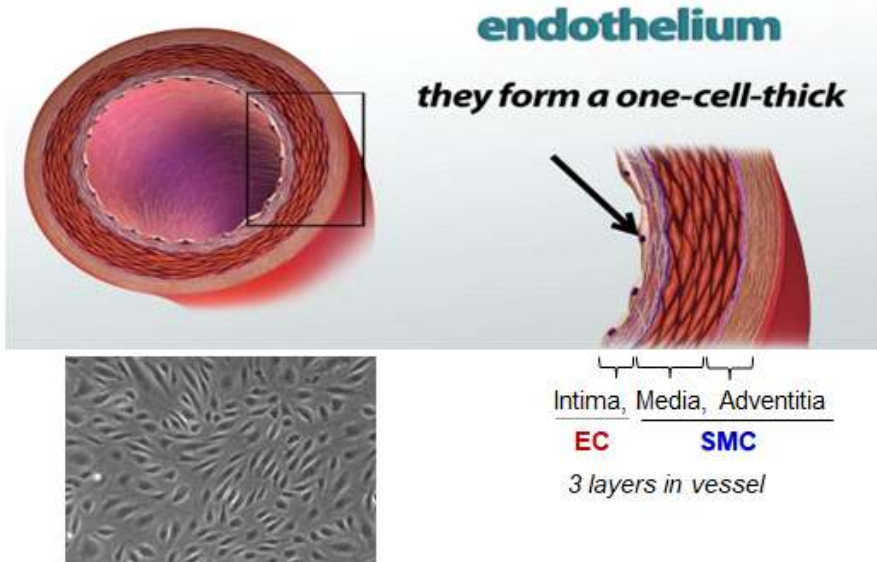 endothelium
they form a one-cell-thick
Intima, Media, Adventitia
EC SMC
3 layers in vessel